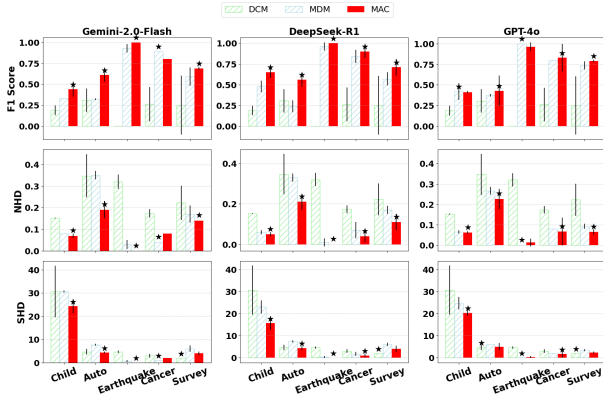 DCM MDM MAC
Gemini-2.0-Flash DeepSeek-R1 GPT-4o
F1 Score
1.00 1.00 1.00
0.75 0.75 0.75
0.50 0.50 0.50
0.25 0.25 0.25
0.00 0.00 0.00
NHD
0.4 0.4 0.4
0.3
0.2 0.2 0.2
0.1
0.0 0.0 0.0
SHD
40 40 40
30 30 30
20 20 20
10 10 10
0 0 0
Child Auto Earthquake Cancer Survey Child Auto Earthquake Cancer Survey Child Auto Earthquake Cancer Survey